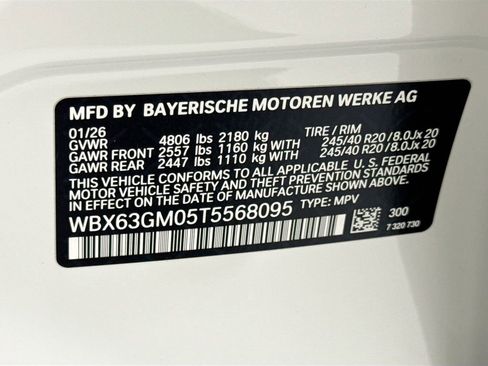 MFD BY BAYERISCHE MOTOREN WERKE AG
01/26
GVWR 4806 lbs 2180 kg TIRE / RIM
GAWR FRONT 2557 lbs 1160 kg 245/40 R20 / 8.0Jx 20
GAWR REAR 2447 lbs 1110 kg 245/40 R20 / 8.0Jx 20
THIS VEHICLE CONFORMS TO ALL APPLICABLE U. S. FEDERAL
MOTOR VEHICLE SAFETY AND THEFT PREVENTION STANDARDS
IN EFFECT ON THE DATE OF MANUFACTURE SHOWN ABOVE.
WBX63GM05T5568095 TYPE: MPV
300
7 320 730